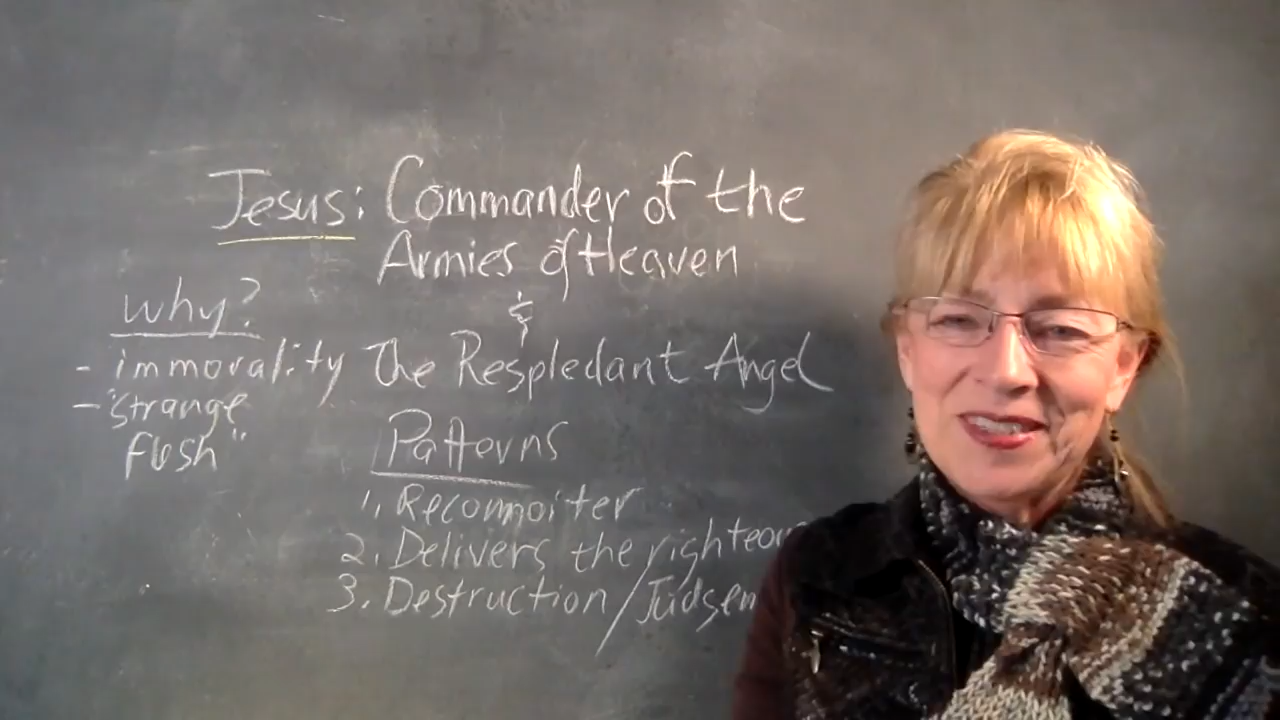 Jesus: Commander of the
Armies of Heaven
&
The Respledant Angel
why?
- immorality
- "strange
flesh"
Patterns
1. Reconnoiter
2. Delivers the righteou
3. Destruction/Judgem